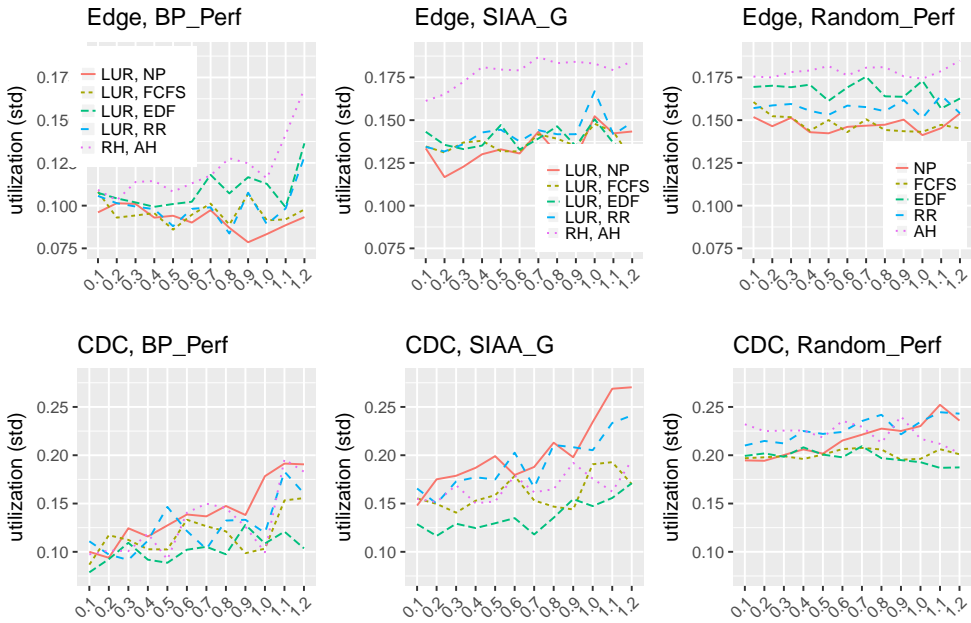 Edge, BP_Perf
utilization (std)
0.17
0.15
0.125
0.100
0.075
LUR, NP
LUR, FCFS
LUR, EDF
LUR, RR
RH, AH
0.1 0.2 0.3 0.4 0.5 0.6 0.7 0.8 0.9 1.0 1.1 1.2
Edge, SIAA_G
utilization (std)
0.175
0.150
0.125
0.100
0.075
LUR, NP
LUR, FCFS
LUR, EDF
LUR, RR
RH, AH
0.1 0.2 0.3 0.4 0.5 0.6 0.7 0.8 0.9 1.0 1.1 1.2
Edge, Random_Perf
utilization (std)
0.175
0.150
0.125
0.100
0.075
NP
FCFS
EDF
RR
AH
0.1 0.2 0.3 0.4 0.5 0.6 0.7 0.8 0.9 1.0 1.1 1.2
CDC, BP_Perf
utilization (std)
0.25
0.20
0.15
0.10
0.1 0.2 0.3 0.4 0.5 0.6 0.7 0.8 0.9 1.0 1.1 1.2
CDC, SIAA_G
utilization (std)
0.25
0.20
0.15
0.10
0.1 0.2 0.3 0.4 0.5 0.6 0.7 0.8 0.9 1.0 1.1 1.2
CDC, Random_Perf
utilization (std)
0.25
0.20
0.15
0.10
0.1 0.2 0.3 0.4 0.5 0.6 0.7 0.8 0.9 1.0 1.1 1.2